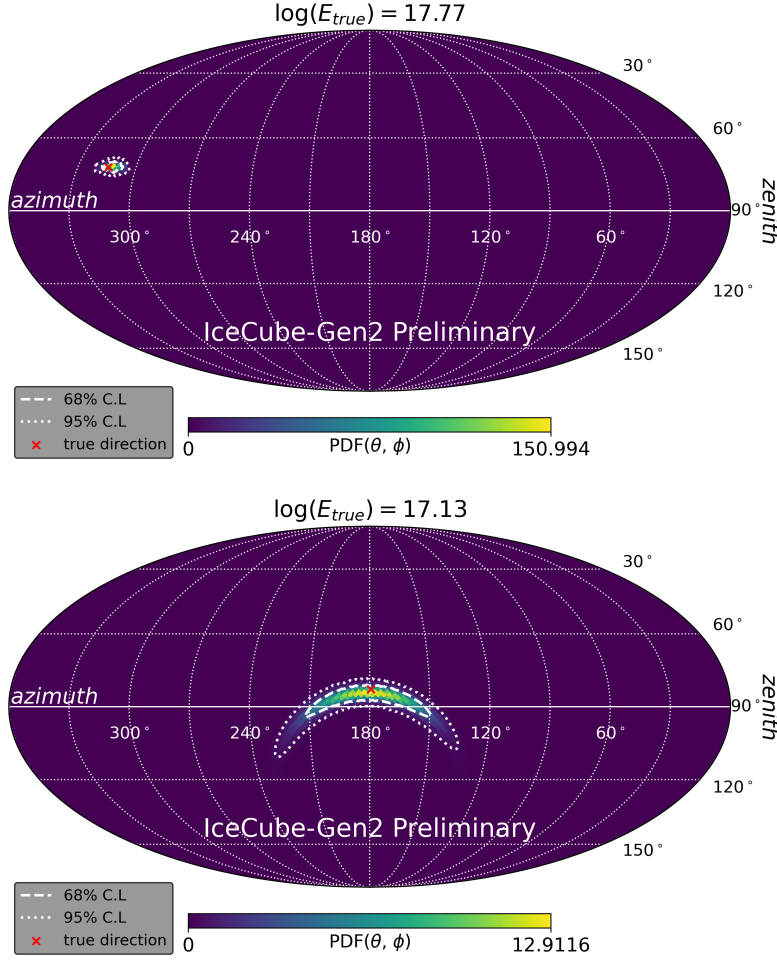 log(E_true) = 17.77
30°
60°
azimuth
90°
zenith
300° 240° 180° 120° 60°
120°
IceCube-Gen2 Preliminary
150°
68% C.L
95% C.L
true direction
0 PDF(θ, ϕ) 150.994
log(E_true) = 17.13
30°
60°
azimuth
90°
zenith
300° 240° 180° 120° 60°
120°
IceCube-Gen2 Preliminary
150°
68% C.L
95% C.L
true direction
0 PDF(θ, ϕ) 12.9116